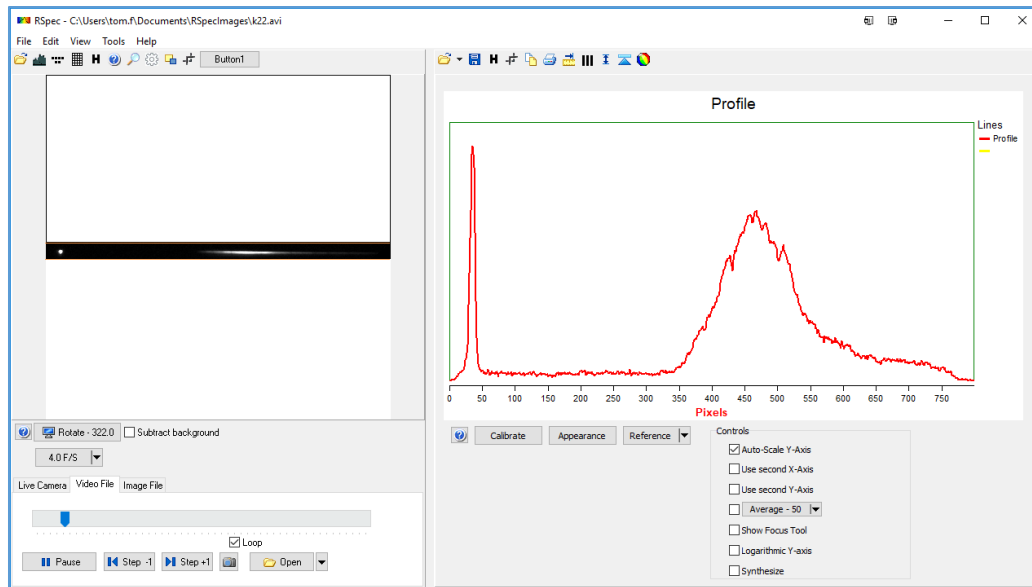 RSpec - C:\Users\tom.f\Documents\RSpecImages\k22.avi
File Edit View Tools Help
H Button1
H
Profile
Lines
Profile
0 50 100 150 200 250 300 350 400 450 500 550 600 650 700 750
Pixels
Rotate - 322.0 Subtract background
4.0 F/S
Live Camera Video File Image File
Loop
Pause Step -1 Step +1 Open
Calibrate Appearance Reference
Controls
Auto-Scale Y-Axis
Use second X-Axis
Use second Y-Axis
Average - 50
Show Focus Tool
Logarithmic Y-axis
Synthesize